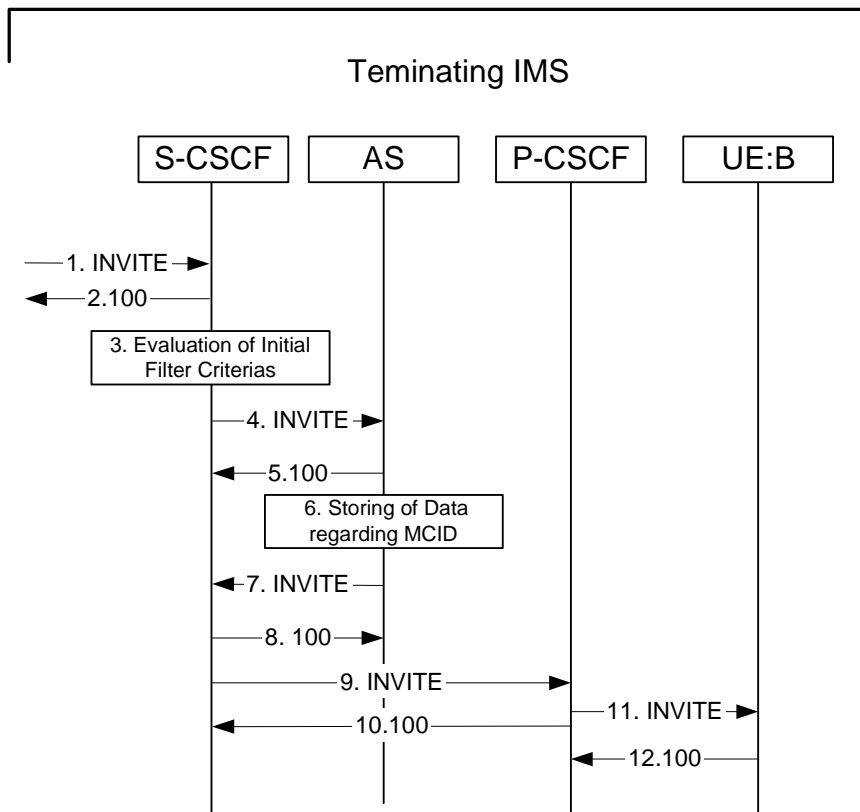 Teminating IMS
S-CSCF
AS
P-CSCF
UE:B
1. INVITE
2.100
3. Evaluation of Initial
Filter Criterias
4. INVITE
5.100
6. Storing of Data
regarding MCID
7. INVITE
8. 100
9. INVITE
10.100
11. INVITE
12.100